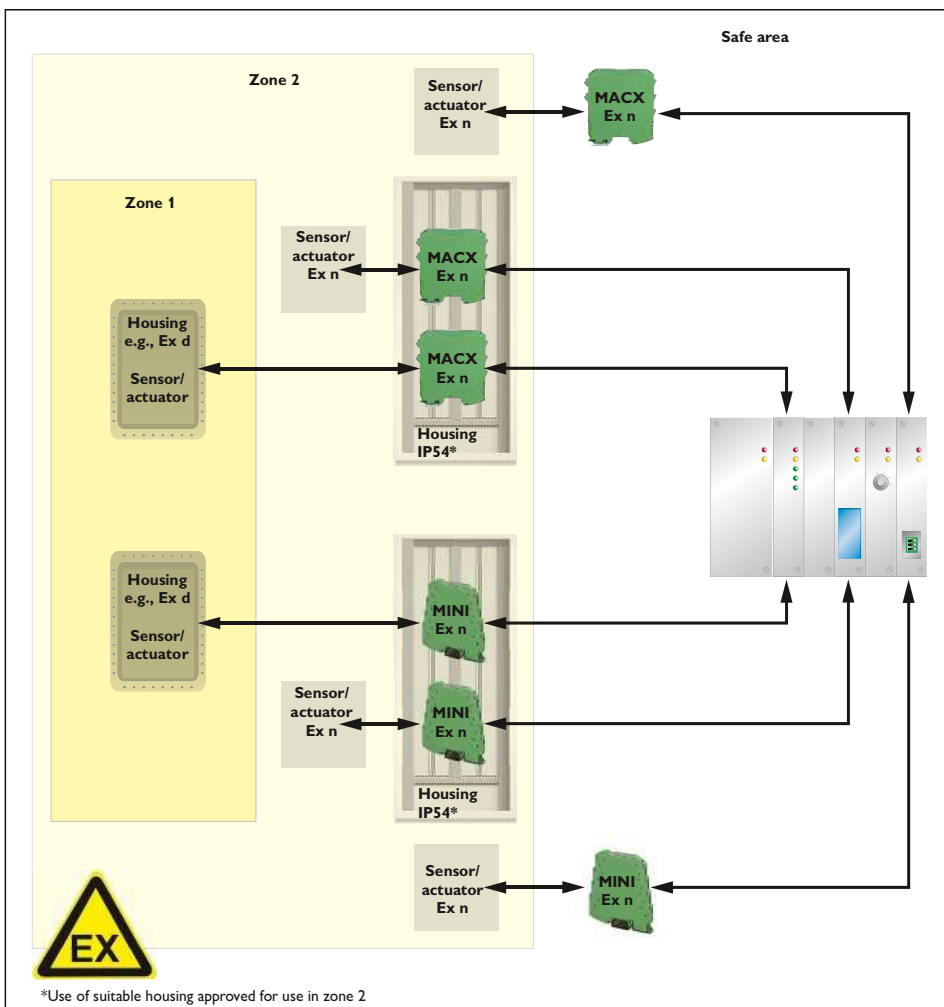 Safe area
Zone 2
Sensor/
actuator
Ex n
MACX
Ex n
Zone 1
Sensor/
actuator
Ex n
MACX
Ex n
Housing
e.g., Ex d
Sensor/
actuator
MACX
Ex n
Housing
IP54*
Housing
e.g., Ex d
Sensor/
actuator
MINI
Ex n
Sensor/
actuator
Ex n
MINI
Ex n
Housing
IP54*
Sensor/
actuator
Ex n
MINI
Ex n
EX
*Use of suitable housing approved for use in zone 2